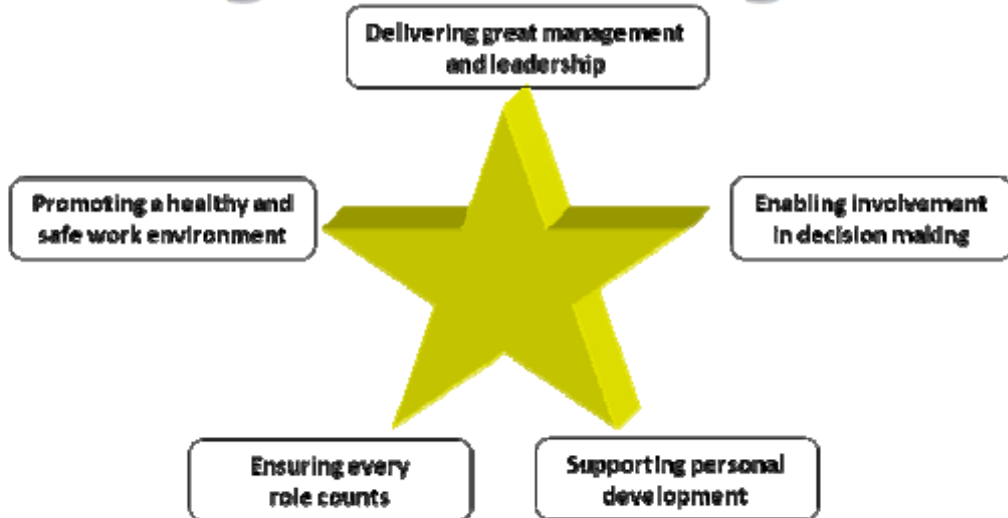 Delivering great management
and leadership
Promoting a healthy and
safe work environment
Enabling involvement
in decision making
Ensuring every
role counts
Supporting personal
development